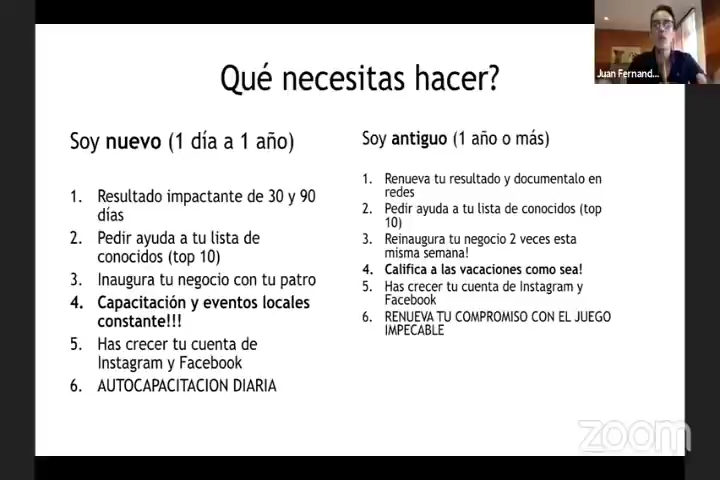 Qué necesitas hacer?
Soy nuevo (1 día a 1 año)
1. Resultado impactante de 30 y 90
días
2. Pedir ayuda a tu lista de
conocidos (top 10)
3. Inaugura tu negocio con tu patro
4. Capacitación y eventos locales
constante!!!
5. Has crecer tu cuenta de
Instagram y Facebook
6. AUTOCAPACITACION DIARIA
Soy antiguo (1 año o más)
1. Renueva tu resultado y documentalo en
redes
2. Pedir ayuda a tu lista de conocidos (top
10)
3. Reinaugura tu negocio 2 veces esta
misma semana!
4. Califica a las vacaciones como sea!
5. Has crecer tu cuenta de Instagram y
Facebook
6. RENUEVA TU COMPROMISO CON EL JUEGO
IMPECABLE
Juan Fernand...
zoom